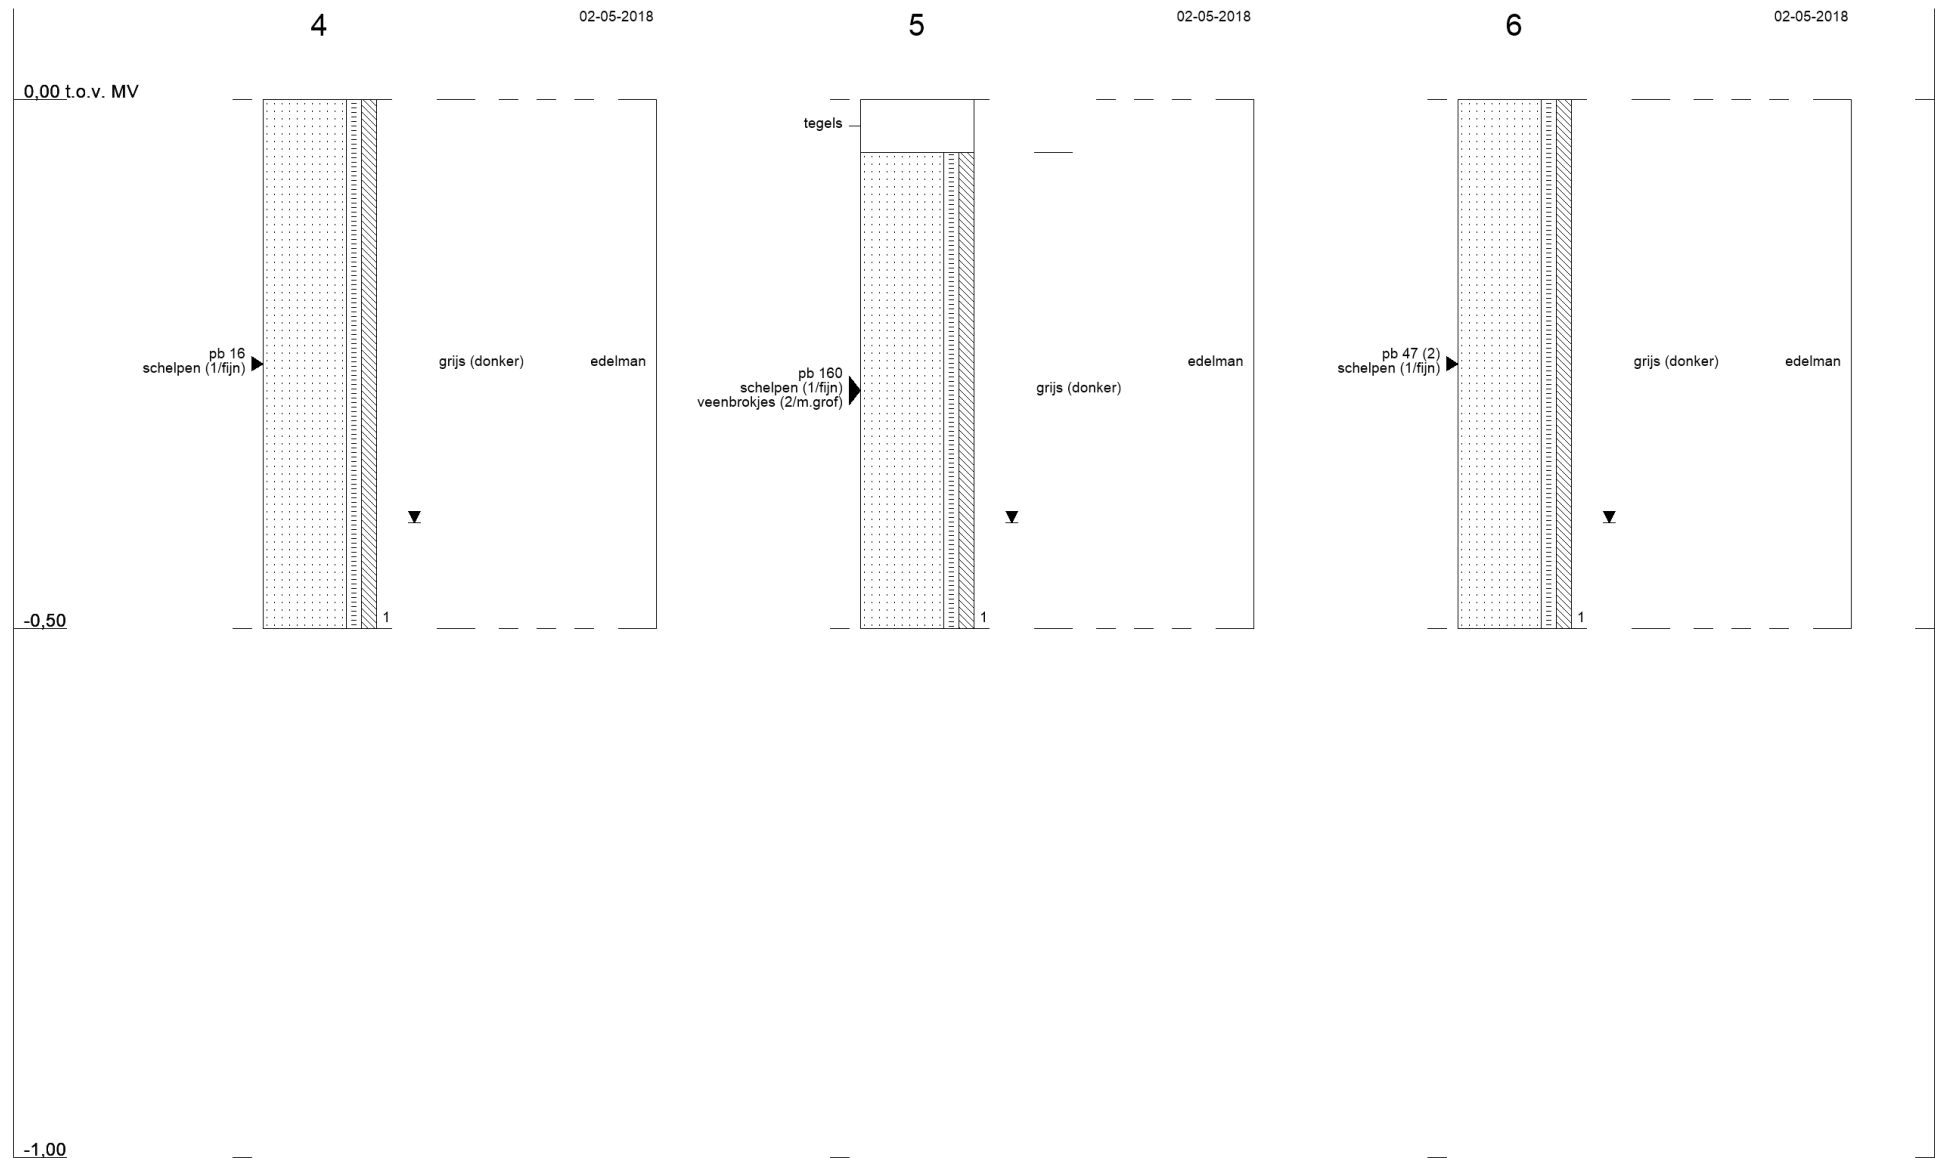 4
02-05-2018
5
02-05-2018
6
02-05-2018
0,00 t.o.v. MV
tegels
pb 16
schelpen (1/fijn)
grijs (donker)
edelman
pb 160
schelpen (1/fijn)
veenbrokjes (2/m.grof)
grijs (donker)
edelman
pb 47 (2)
schelpen (1/fijn)
grijs (donker)
edelman
1
1
1
-0,50
-1,00